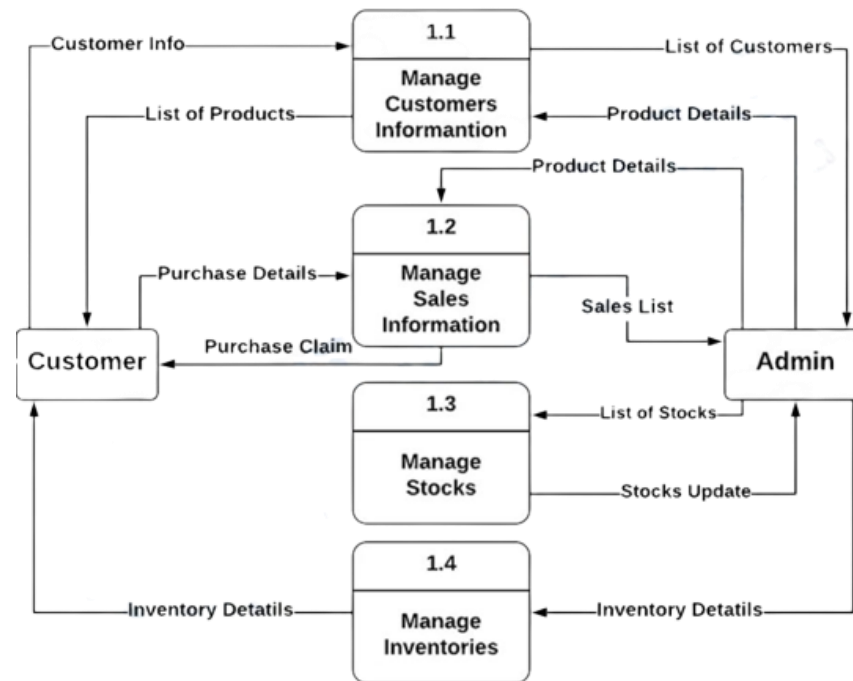 1.1
Customer Info
List of Customers
Manage
Customers
Informantion
List of Products
Product Details
Product Details
1.2
Manage
Sales
Information
Purchase Details
Sales List
Purchase Claim
Customer
Admin
1.3
List of Stocks
Manage
Stocks
Stocks Update
1.4
Inventory Detatils
Inventory Detatils
Manage
Inventories